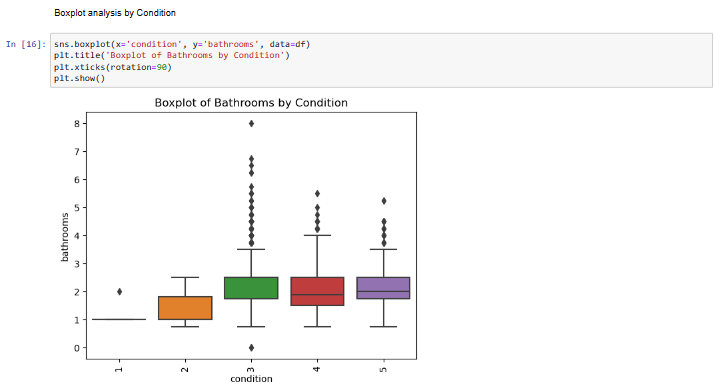 Boxplot analysis by Condition
In [16]: sns.boxplot(x='condition', y='bathrooms', data=df)
plt.title('Boxplot of Bathrooms by Condition')
plt.xticks(rotation=90)
plt.show()
Boxplot of Bathrooms by Condition
8
7
6
5
4
3
2
1
0
bathrooms
1 2 3 4 5
condition